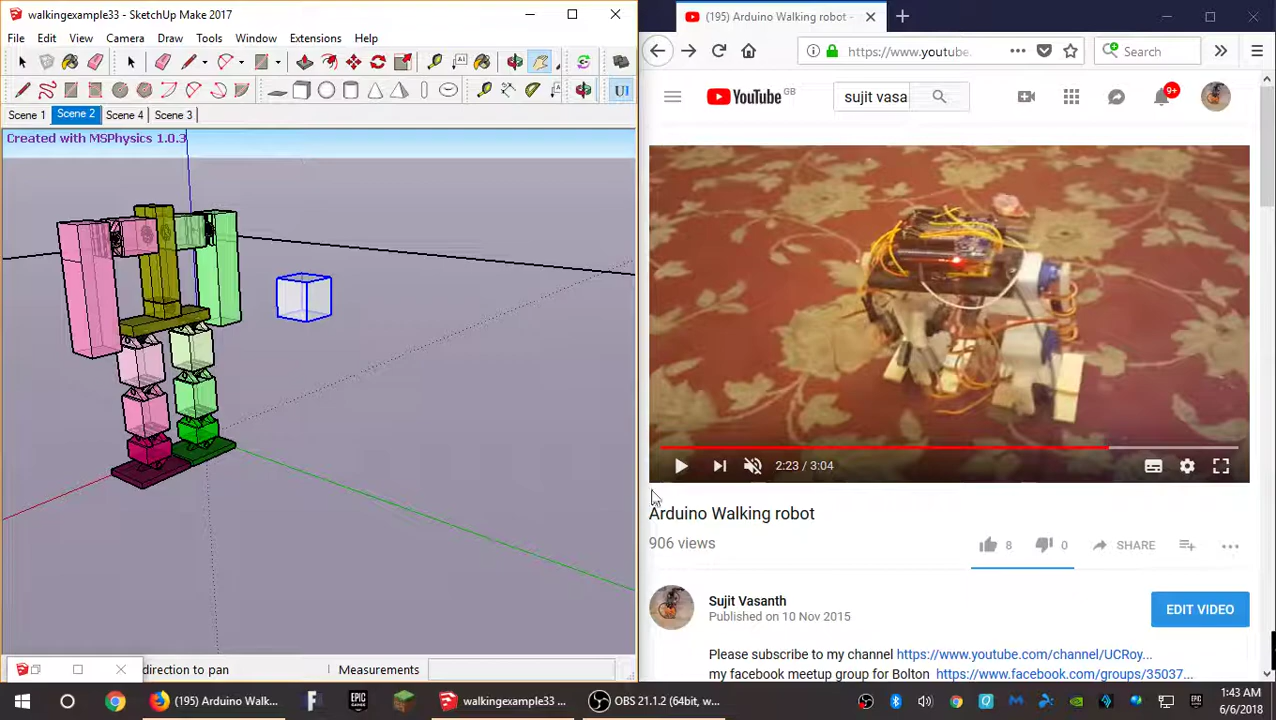 walkingexample33 - SketchUp Make 2017
File Edit View Camera Draw Tools Window Extensions Help
A1
UI
Scene 1 Scene 2 Scene 4 Scene 3
Created with MSPhysics 1.0.3
direction to pan Measurements
(195) Arduino Walking robot -
https://www.youtube.
Search
YouTube GB
sujit vasa
9+
2:23 / 3:04
Arduino Walking robot
906 views
8 0 SHARE
Sujit Vasanth
Published on 10 Nov 2015
EDIT VIDEO
Please subscribe to my channel https://www.youtube.com/channel/UCRoy...
my facebook meetup group for Bolton https://www.facebook.com/groups/35037...
(195) Arduino Walk...
EPIC GAMES
walkingexample33 ...
OBS 21.1.2 (64bit, w...
1:43 AM
6/6/2018